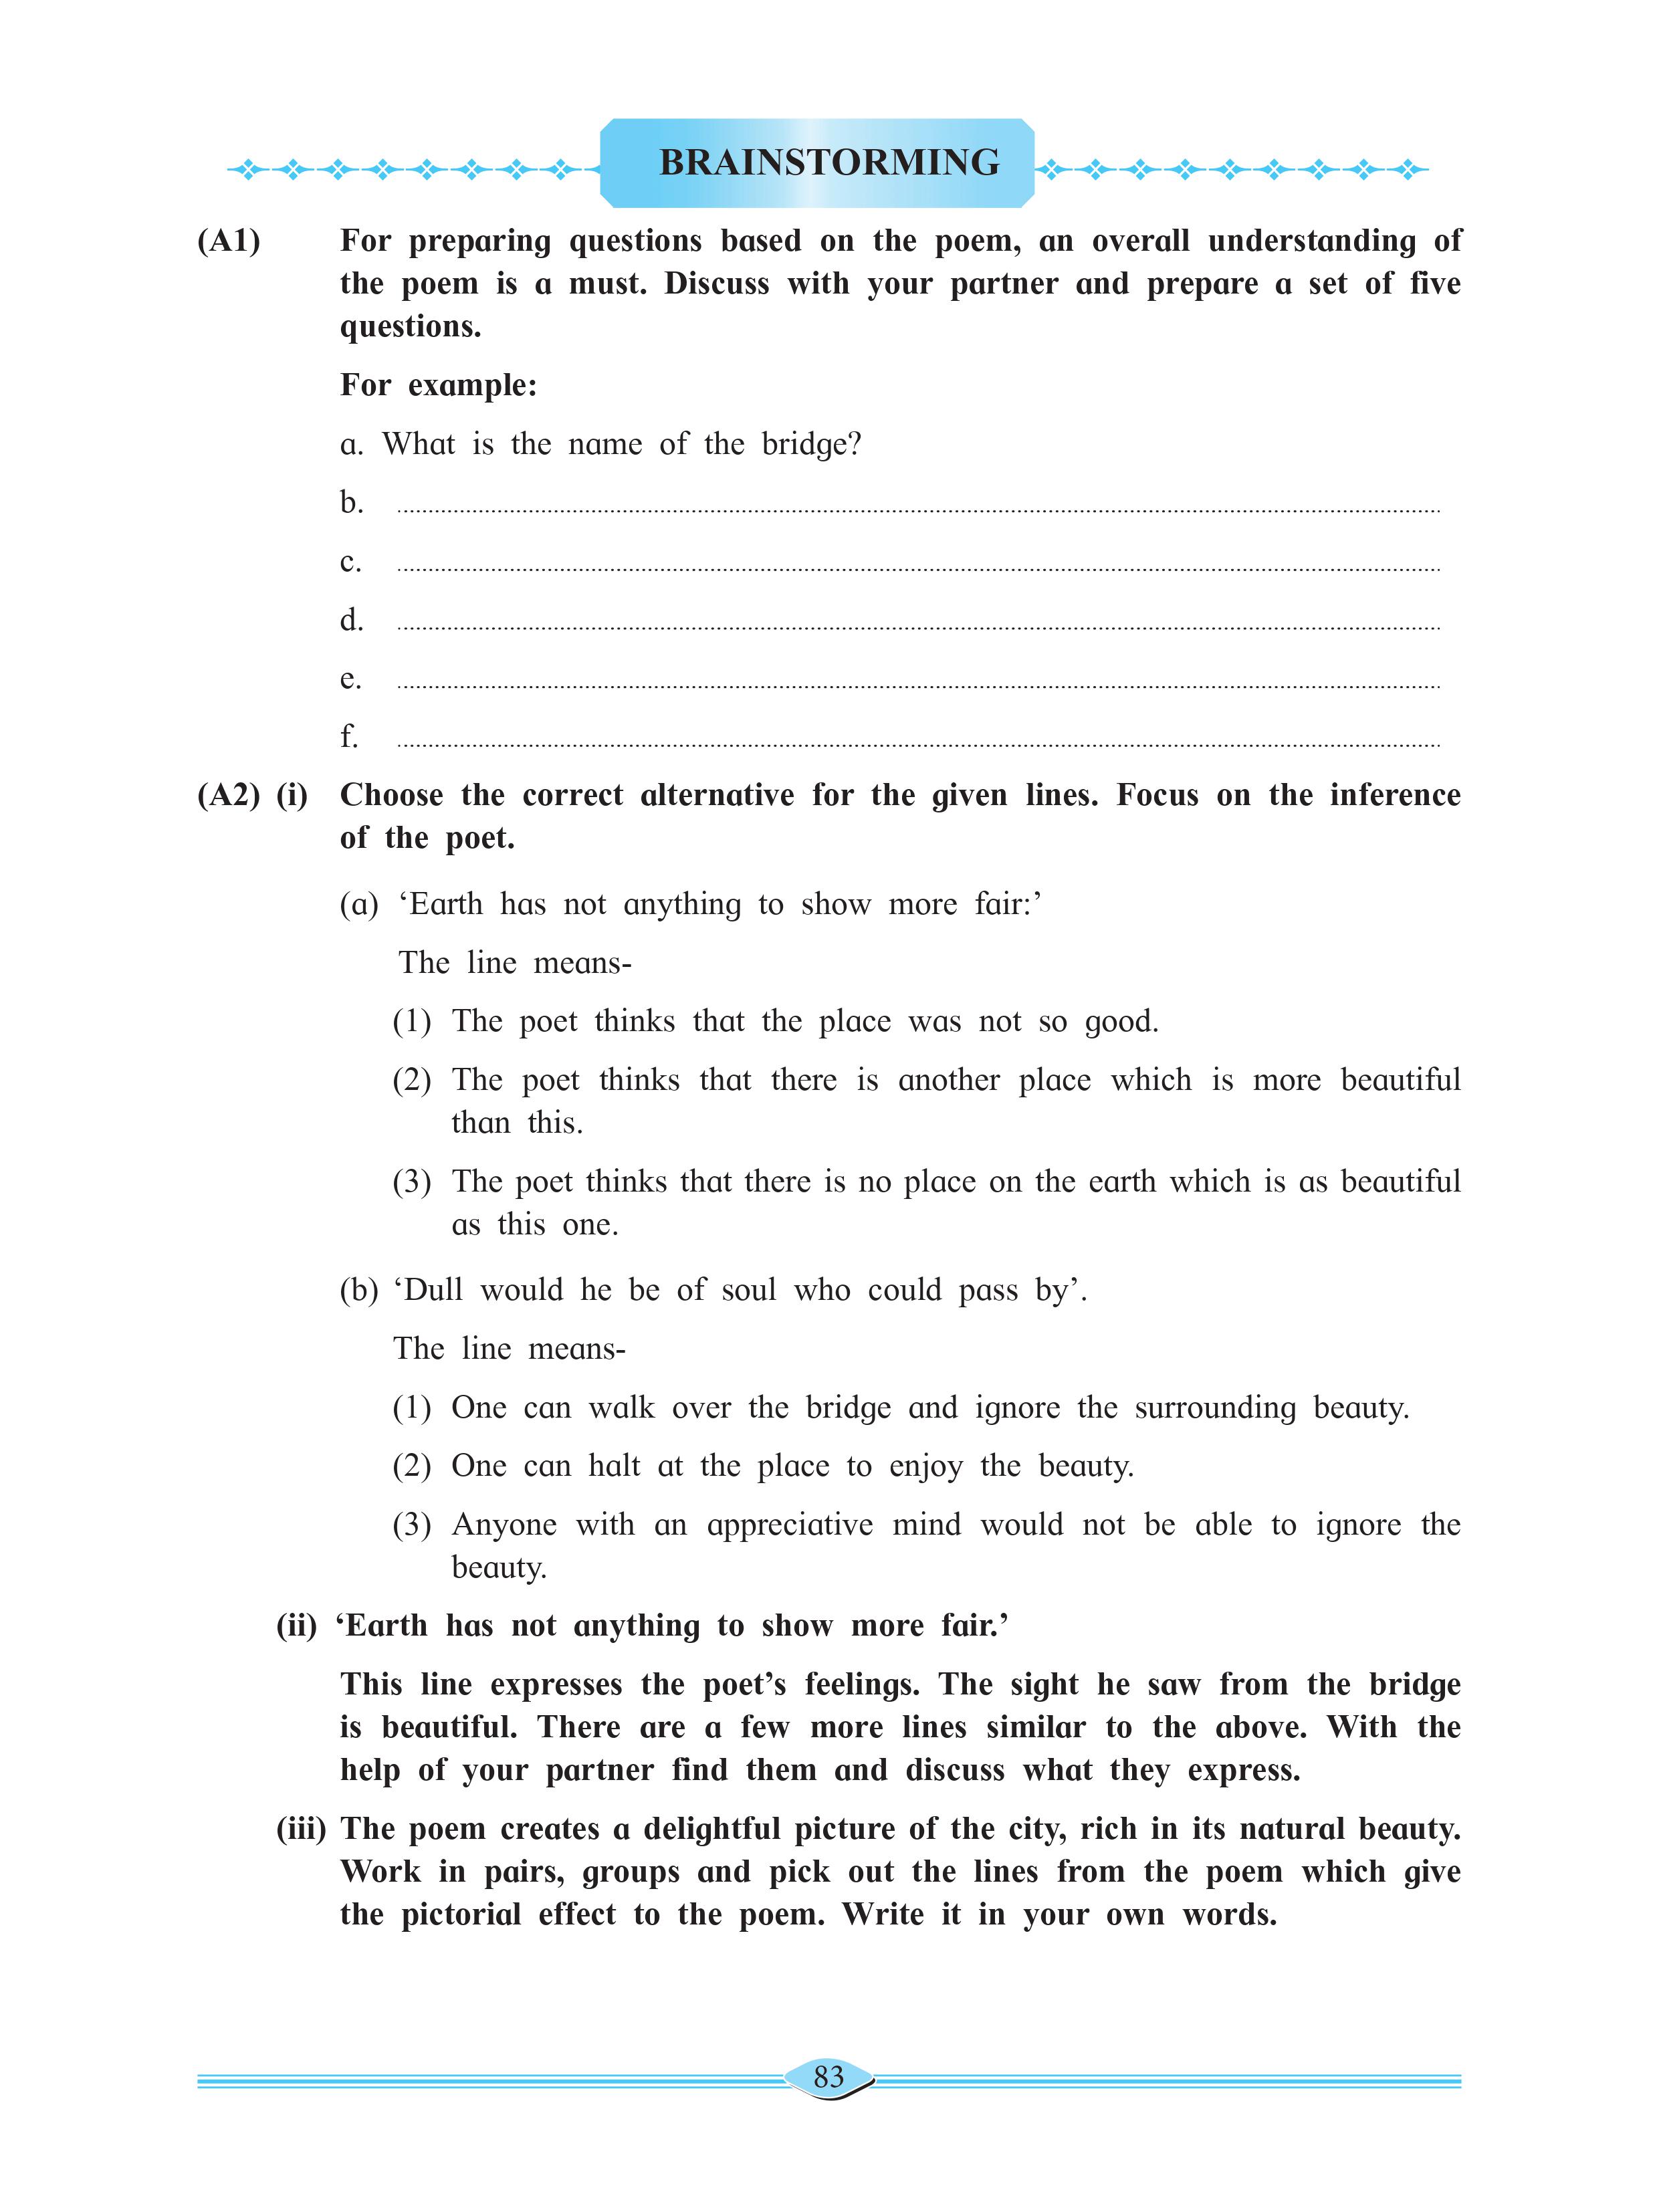 BRAINSTORMING
(A1) For preparing questions based on the poem, an overall understanding of
the poem is a must. Discuss with your partner and prepare a set of five
questions.
For example:
a. What is the name of the bridge?
b. ........................................
c. ........................................
d. ........................................
e. ........................................
f. ........................................
(A2) (i) Choose the correct alternative for the given lines. Focus on the inference
of the poet.
(a) ‘Earth has not anything to show more fair:’
The line means-
(1) The poet thinks that the place was not so good.
(2) The poet thinks that there is another place which is more beautiful
than this.
(3) The poet thinks that there is no place on the earth which is as beautiful
as this one.
(b) ‘Dull would he be of soul who could pass by’.
The line means-
(1) One can walk over the bridge and ignore the surrounding beauty.
(2) One can halt at the place to enjoy the beauty.
(3) Anyone with an appreciative mind would not be able to ignore the
beauty.
(ii) ‘Earth has not anything to show more fair.’
This line expresses the poet’s feelings. The sight he saw from the bridge
is beautiful. There are a few more lines similar to the above. With the
help of your partner find them and discuss what they express.
(iii) The poem creates a delightful picture of the city, rich in its natural beauty.
Work in pairs, groups and pick out the lines from the poem which give
the pictorial effect to the poem. Write it in your own words.
83